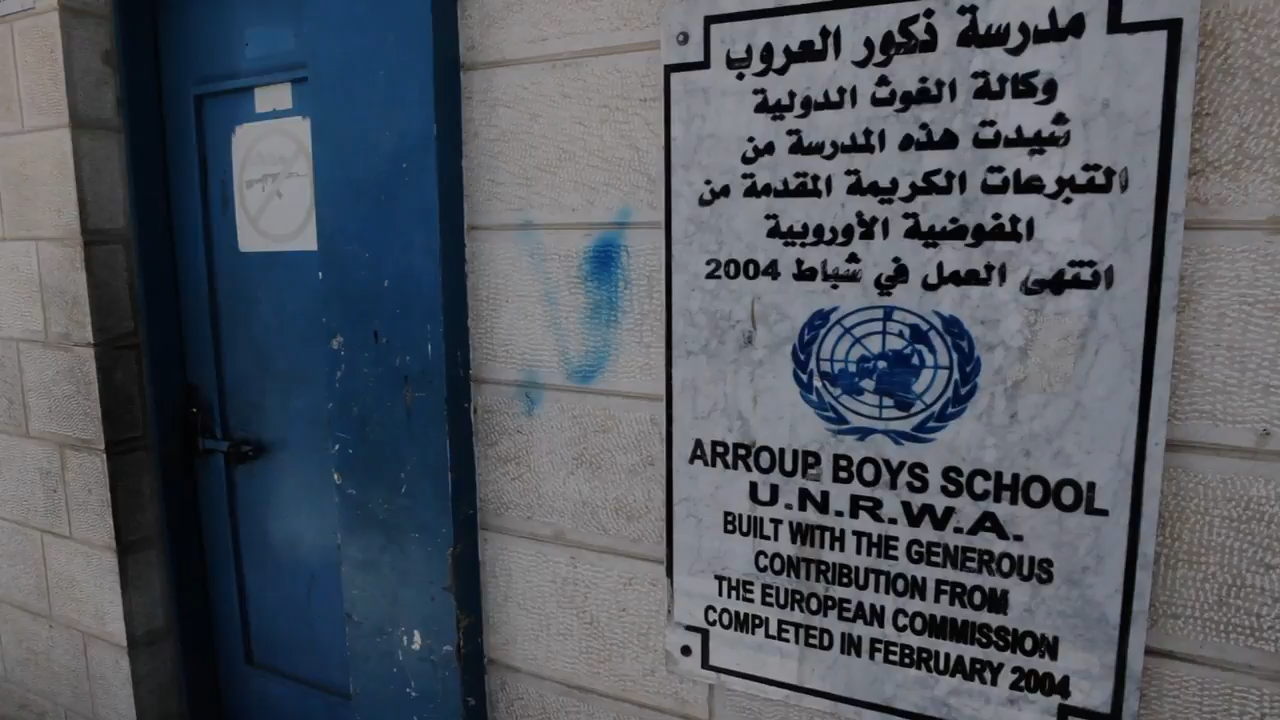 مدرسة ذكور العروب
وكالة الغوث الدولية
شيدت هذه المدرسة من
التبرعات الكريمة المقدمة من
المفوضية الأوروبية
انتهى العمل في شباط 2004
ARROUB BOYS SCHOOL
U.N.R.W.A.
BUILT WITH THE GENEROUS
CONTRIBUTION FROM
THE EUROPEAN COMMISSION
COMPLETED IN FEBRUARY 2004